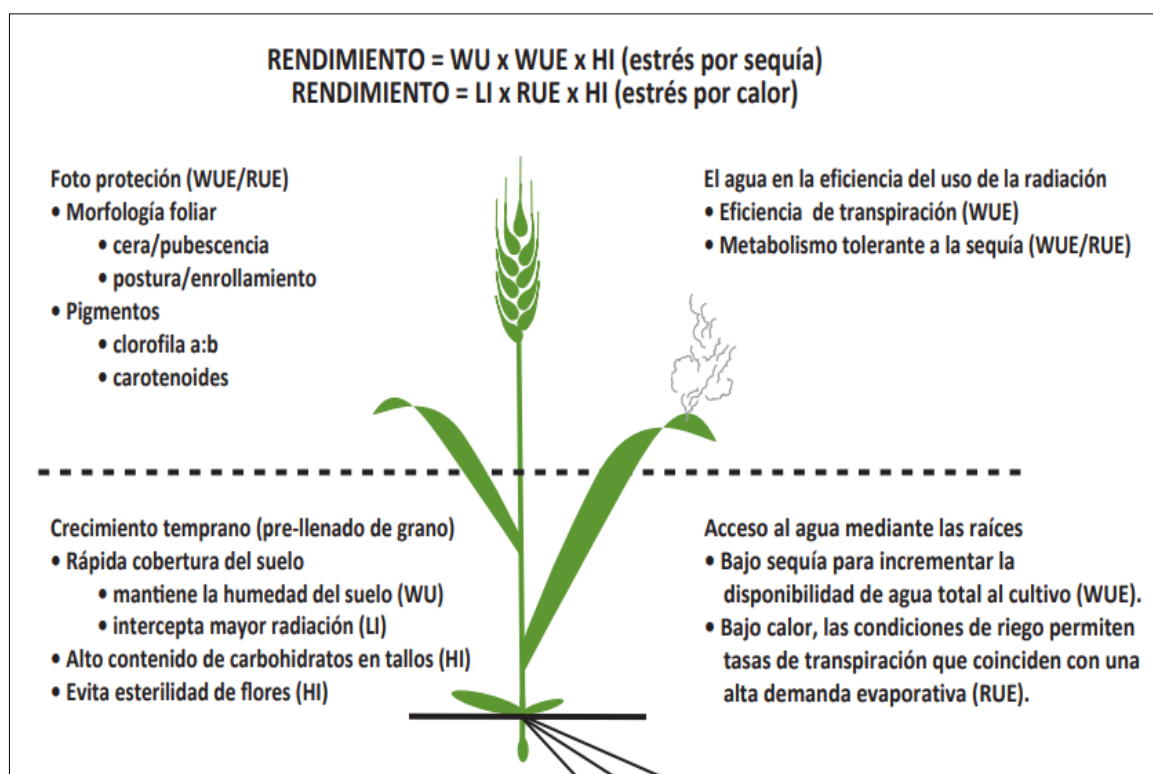 RENDIMIENTO = WU x WUE x HI (estrés por sequía)
RENDIMIENTO = LI x RUE x HI (estrés por calor)
Foto proteción (WUE/RUE)
• Morfología foliar
• cera/pubescencia
• postura/enrollamiento
• Pigmentos
• clorofila a:b
• carotenoides
El agua en la eficiencia del uso de la radiación
• Eficiencia de transpiración (WUE)
• Metabolismo tolerante a la sequía (WUE/RUE)
Crecimiento temprano (pre-llenado de grano)
• Rápida cobertura del suelo
• mantiene la humedad del suelo (WU)
• intercepta mayor radiación (LI)
• Alto contenido de carbohidratos en tallos (HI)
• Evita esterilidad de flores (HI)
Acceso al agua mediante las raíces
• Bajo sequía para incrementar la
disponibilidad de agua total al cultivo (WUE).
• Bajo calor, las condiciones de riego permiten
tasas de transpiración que coinciden con una
alta demanda evaporativa (RUE).